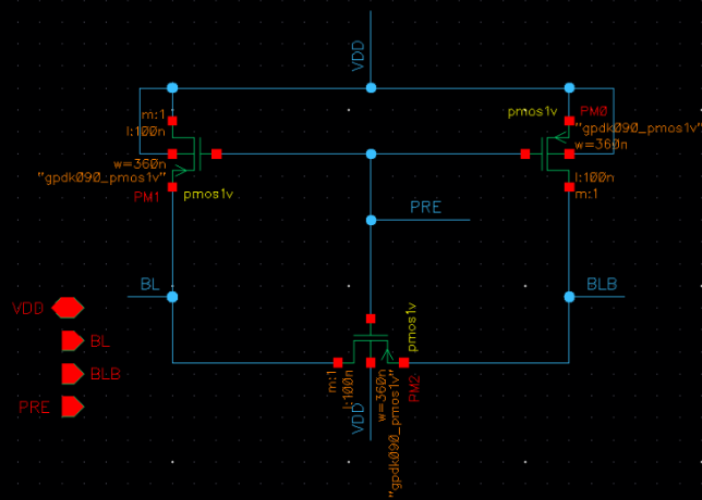 VDD
m:1
l:100n
w=360n
"gpdk090_pmos1v"
PM1
pmos1v
pmos1v
PM0
"gpdk090_pmos1v"
w=360n
l:100n
m:1
PRE
BL
BLB
VDD
BL
BLB
PRE
pmos1v
m:1
l:100n
VDD
w=360n
"gpdk090_pmos1v"
PM2